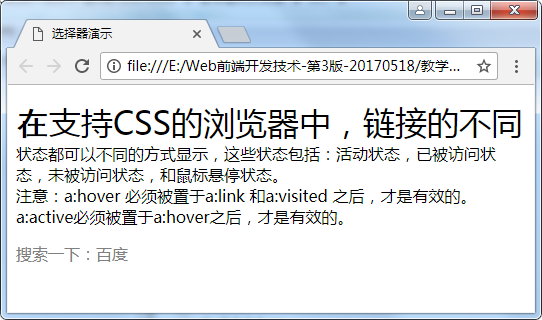 选择器演示
file:///E:/Web前端开发技术-第3版-20170518/教学...
在支持CSS的浏览器中，链接的不同
状态都可以不同的方式显示，这些状态包括：活动状态，已被访问状
态，未被访问状态，和鼠标悬停状态。
注意：a:hover 必须被置于a:link 和a:visited 之后，才是有效的。
a:active必须被置于a:hover之后，才是有效的。
搜索一下：百度